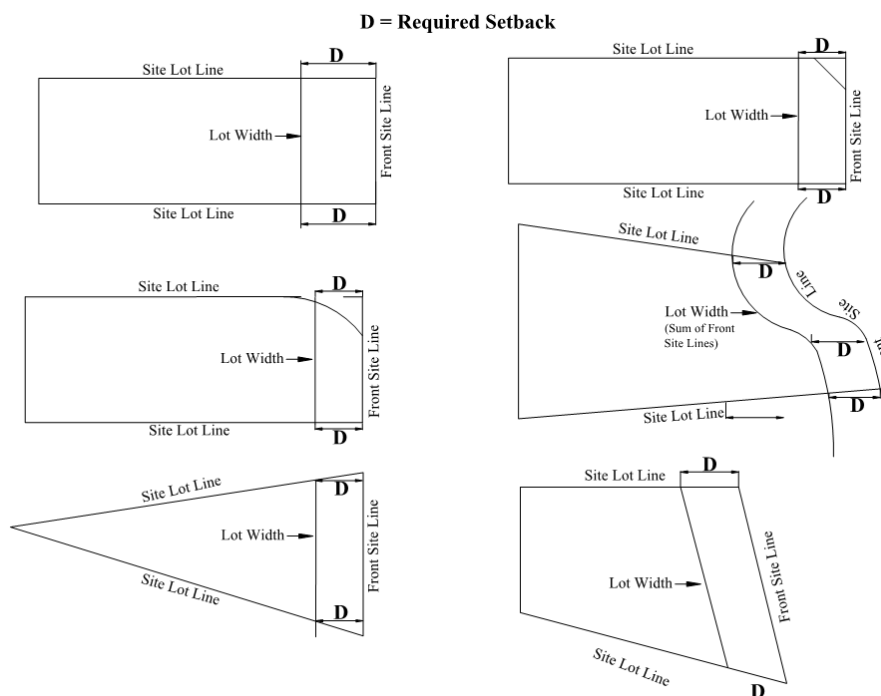 D = Required Setback
D
Site Lot Line
Lot Width
Front Site Line
Site Lot Line
D
D
Site Lot Line
Lot Width
Front Site Line
Site Lot Line
D
D
Site Lot Line
Lot Width
Front Site Line
Site Lot Line
D
Site Lot Line
D
Line
Site
Lot Width
(Sum of Front
Site Lines)
D
D
Site Lot Line
Site Lot Line
D
Lot Width
Front Site Line
D
Site Lot Line
D
Site Lot Line
Lot Width
Front Site Line
Site Lot Line
D